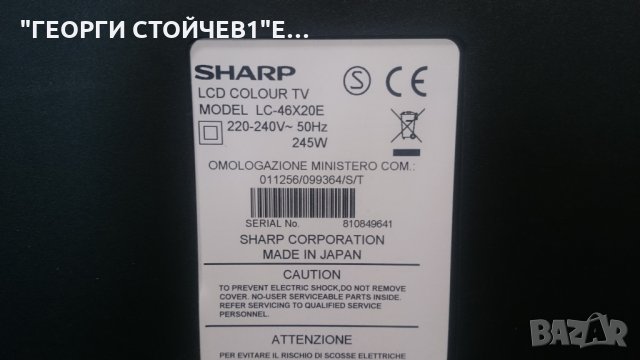 "ГЕОРГИ СТОЙЧЕВ1"Е...
SHARP
LCD COLOUR TV
MODEL LC-46X20E
220-240V~ 50Hz
245W
S CE
OMOLOGAZIONE MINISTERO COM.:
011256/099364/S/T
SERIAL No. 810849641
SHARP CORPORATION
MADE IN JAPAN
CAUTION
TO PREVENT ELECTRIC SHOCK,DO NOT REMOVE
COVER. NO-USER SERVICEABLE PARTS INSIDE.
REFER SERVICING TO QUALIFIED SERVICE
PERSONNEL.
ATTENZIONE
PER EVITARE IL RISCHIO DI SCOSSE ELETTRICHE
BAZAR